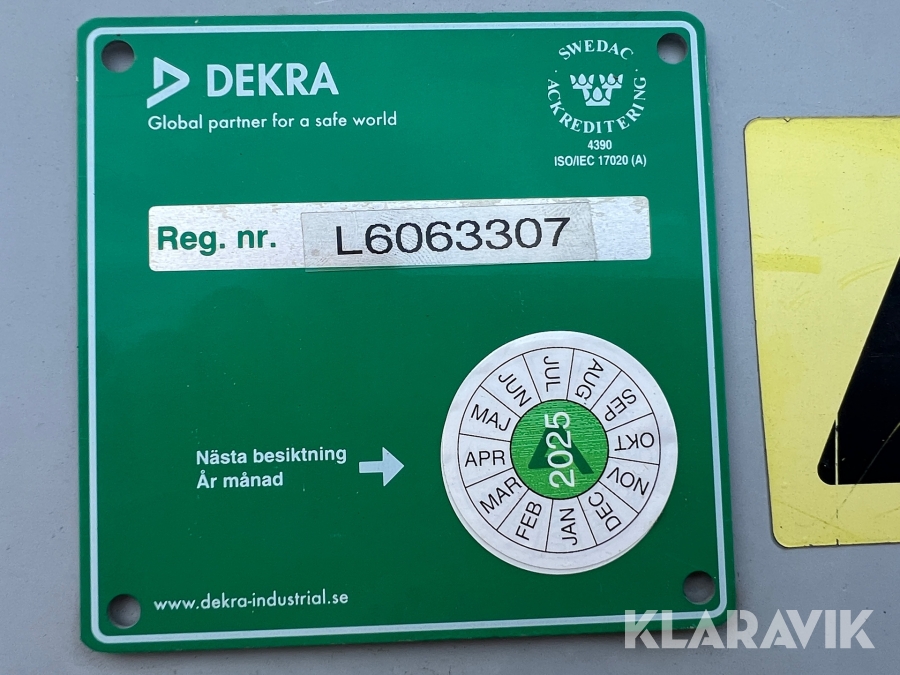 DEKRA
Global partner for a safe world
SWEDAC
ACKREDITERING
4390
ISO/IEC 17020 (A)
Reg. nr. L6063307
Nästa besiktning
År månad
JAN
FEB
MAR
APR
MAJ
JUN
JUL
AUG
SEP
OKT
NOV
DEC
2025
www.dekra-industrial.se
KLARAVIK